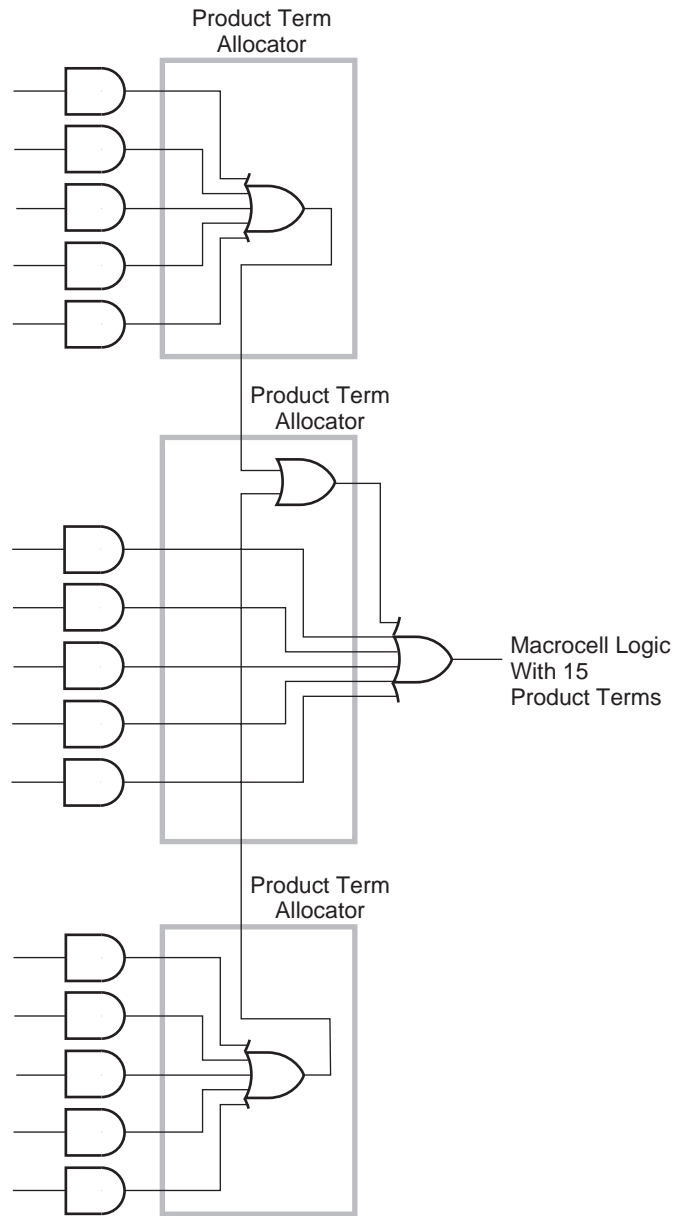 Product Term
Allocator
Product Term
Allocator
Macrocell Logic
With 15
Product Terms
Product Term
Allocator